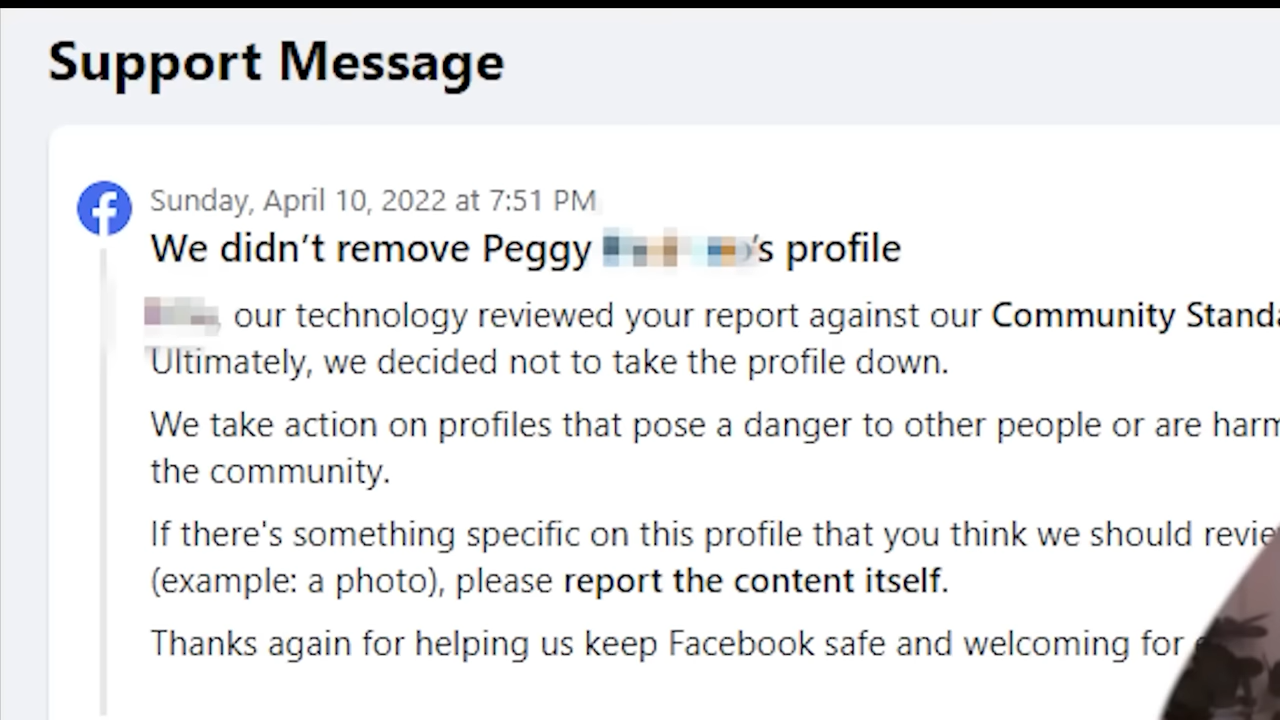 Support Message
Sunday, April 10, 2022 at 7:51 PM
We didn’t remove Peggy 's profile
our technology reviewed your report against our Community
Ultimately, we decided not to take the profile down.
We take action on profiles that pose a danger to other people or are
the community.
If there's something specific on this profile that you think we should
(example: a photo), please report the content itself.
Thanks again for helping us keep Facebook safe and welcoming for